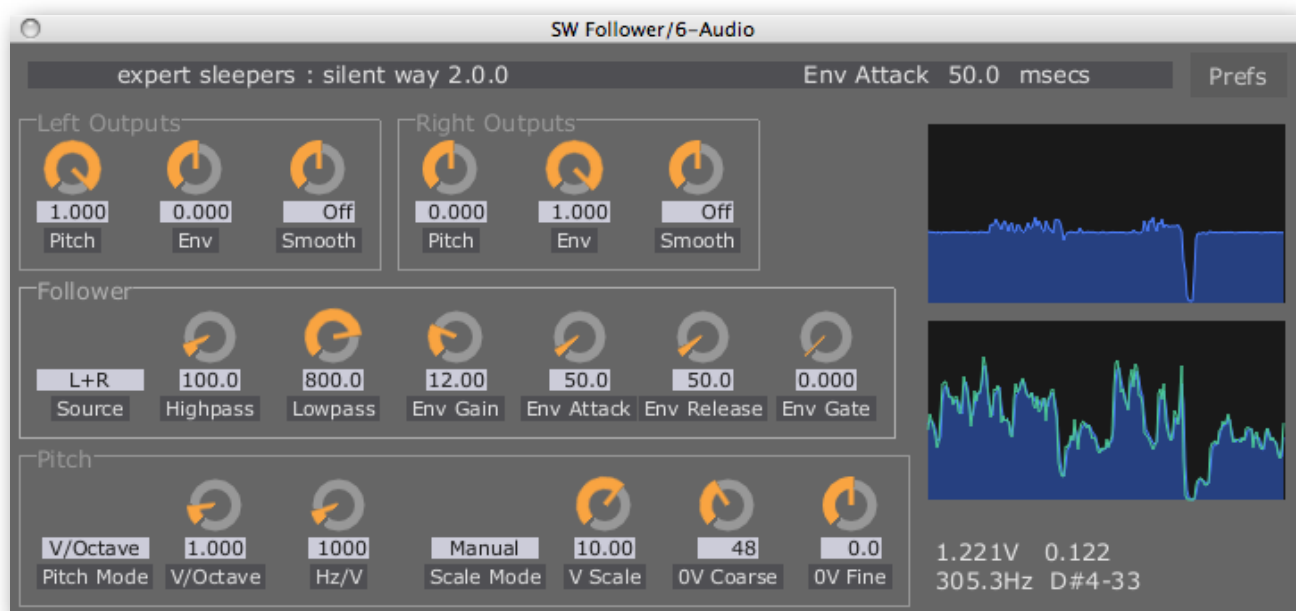 SW Follower/6-Audio
expert sleepers : silent way 2.0.0 Env Attack 50.0 msecs Prefs
Left Outputs Right Outputs
1.000 0.000 Off 0.000 1.000 Off
Pitch Env Smooth Pitch Env Smooth
Follower
L+R 100.0 800.0 12.00 50.0 50.0 0.000
Source Highpass Lowpass Env Gain Env Attack Env Release Env Gate
Pitch
V/Octave 1.000 1000 Manual 10.00 48 0.0
Pitch Mode V/Octave Hz/V Scale Mode V Scale 0V Coarse 0V Fine
1.221V 0.122
305.3Hz D#4-33